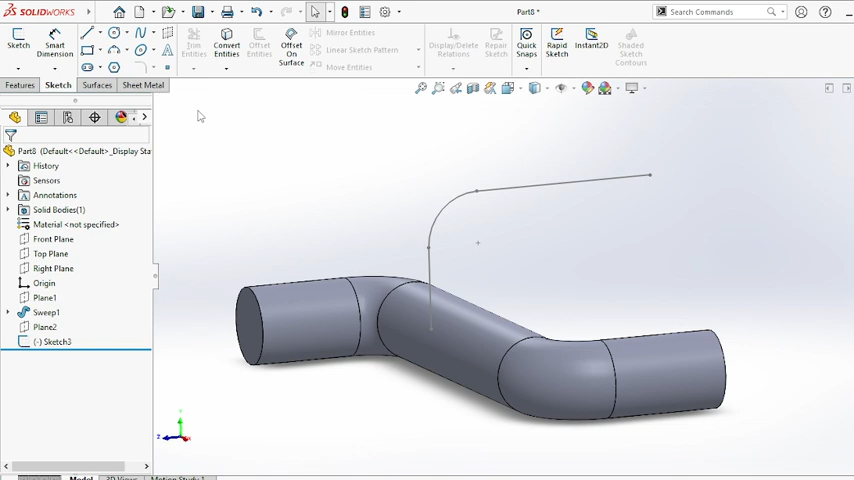 SOLIDWORKS
Part8 *
Search Commands
Sketch
Smart Dimension
Trim Entities
Convert Entities
Offset Entities
Offset On Surface
Mirror Entities
Linear Sketch Pattern
Move Entities
Display/Delete Relations
Repair Sketch
Quick Snaps
Rapid Sketch
Instant2D
Shaded Sketch Contours
Features
Sketch
Surfaces
Sheet Metal
Part8 (Default<<Default>_Display Sta
History
Sensors
Annotations
Solid Bodies(1)
Material <not specified>
Front Plane
Top Plane
Right Plane
Origin
Plane1
Sweep1
Plane2
(-) Sketch3
Y
Z
Model
3D Views
Motion Study 1